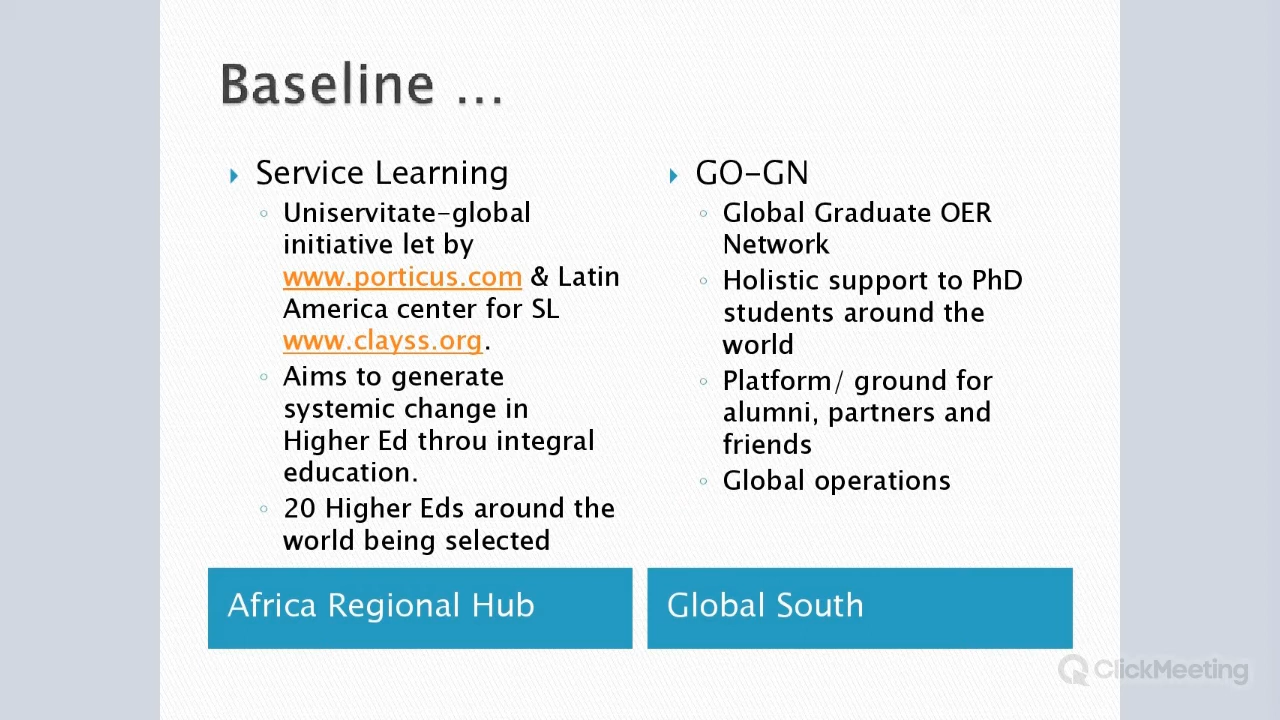 Baseline ...
Service Learning
Uniservitate-global
initiative let by
www.porticus.com & Latin
America center for SL
www.clayss.org.
Aims to generate
systemic change in
Higher Ed throu integral
education.
20 Higher Eds around the
world being selected
Africa Regional Hub
GO-GN
Global Graduate OER
Network
Holistic support to PhD
students around the
world
Platform/ ground for
alumni, partners and
friends
Global operations
Global South
ClickMeeting